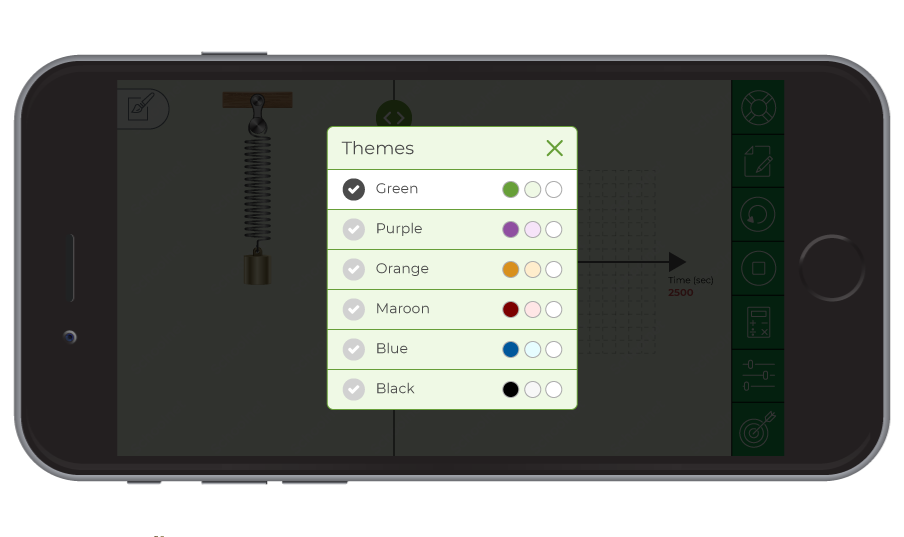 Themes
Green
Purple
Orange
Maroon
Blue
Black
Time (sec)
2500